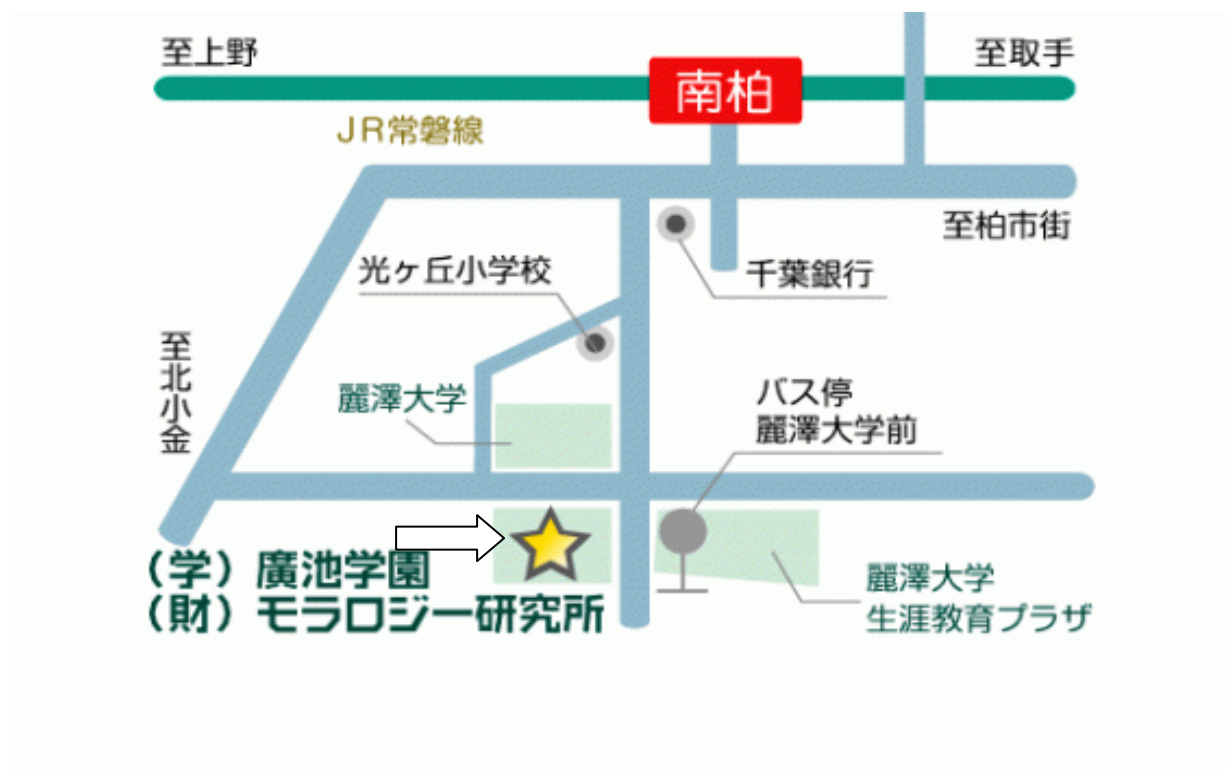 至上野
南柏
至取手
JR常磐線
至柏市街
光ヶ丘小学校
千葉銀行
至北小金
麗澤大学
バス停
麗澤大学前
(学)廣池学園
(財)モラロジー研究所
麗澤大学
生涯教育プラザ